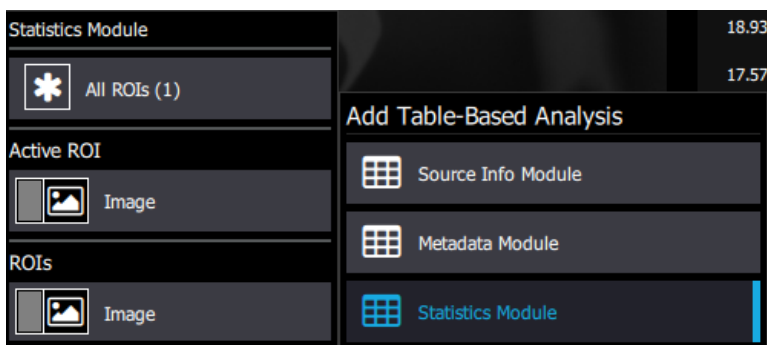 Statistics Module
All ROIs (1)
Active ROI
Image
ROIs
Image
18.93
17.57
Add Table-Based Analysis
Source Info Module
Metadata Module
Statistics Module